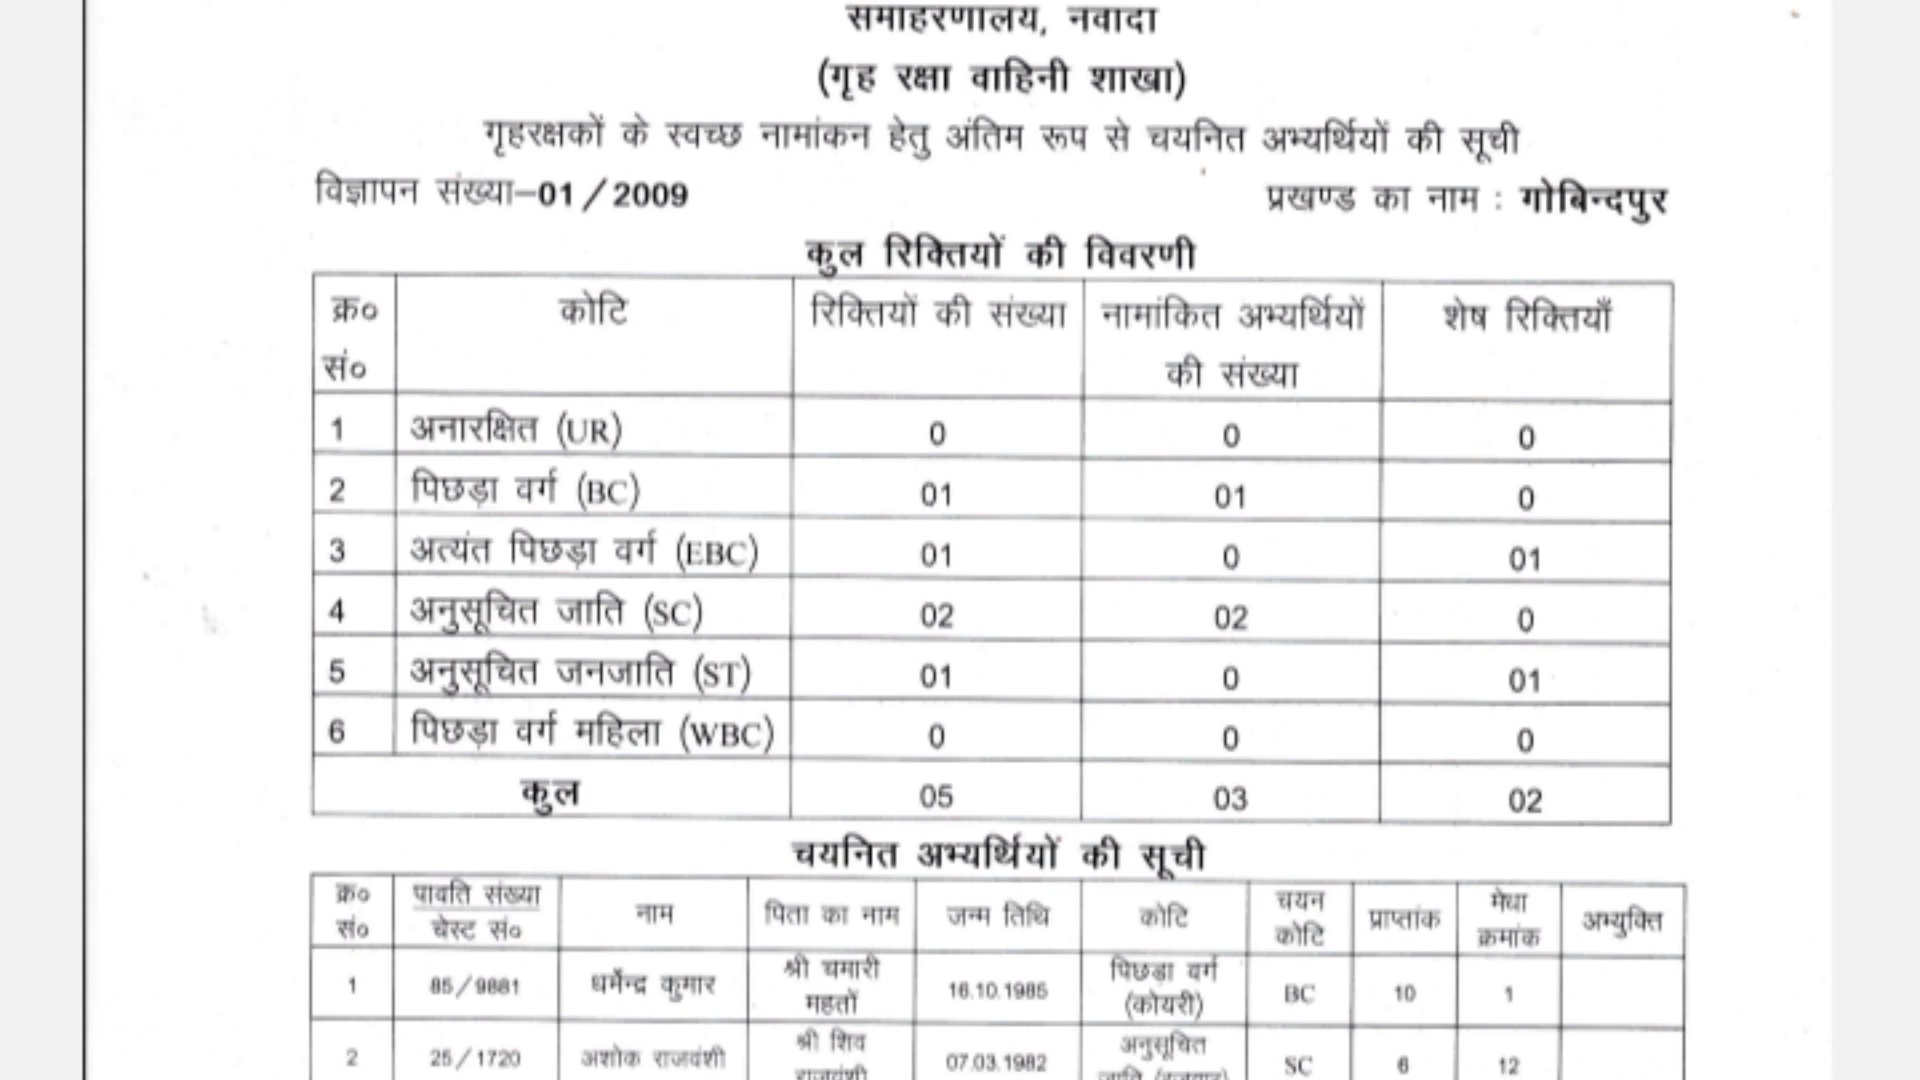 समाहरणालय, नवादा
(गृह रक्षा वाहिनी शाखा)
गृहरक्षकों के स्वच्छ नामांकन हेतु अंतिम रूप से चयनित अभ्यर्थियों की सूची
विज्ञापन संख्या–01/2009 प्रखण्ड का नाम : गोबिन्दपुर
कुल रिक्तियों की विवरणी
क्र० सं० कोटि रिक्तियों की संख्या नामांकित अभ्यर्थियों की संख्या शेष रिक्तियाँ
1 अनारक्षित (UR) 0 0 0
2 पिछड़ा वर्ग (BC) 01 01 0
3 अत्यंत पिछड़ा वर्ग (EBC) 01 0 01
4 अनुसूचित जाति (SC) 02 02 0
5 अनुसूचित जनजाति (ST) 01 0 01
6 पिछड़ा वर्ग महिला (WBC) 0 0 0
कुल 05 03 02
चयनित अभ्यर्थियों की सूची
क्र० सं० पावति संख्या चेस्ट सं० नाम पिता का नाम जन्म तिथि कोटि चयन कोटि प्राप्तांक मेधा क्रमांक अभ्युक्ति
1 85/9881 धर्मेन्द्र कुमार श्री चमारी महतों 16.10.1985 पिछडा वर्ग (कोयरी) BC 10 1
2 25/1720 अशोक राजवंशी श्री शिव राजवंशी 07.03.1982 अनुसूचित जाति SC 6 12